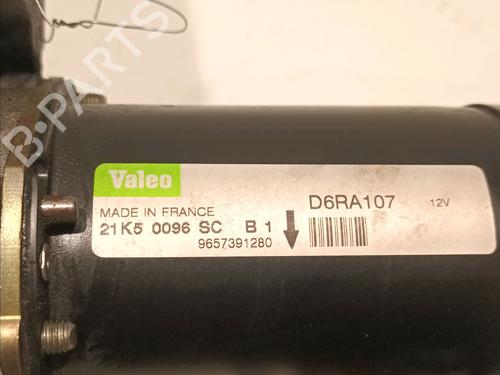 B-PARTS
Valeo
D6RA107 12V
MADE IN FRANCE
21K5 0096 SC B 1
9657391280